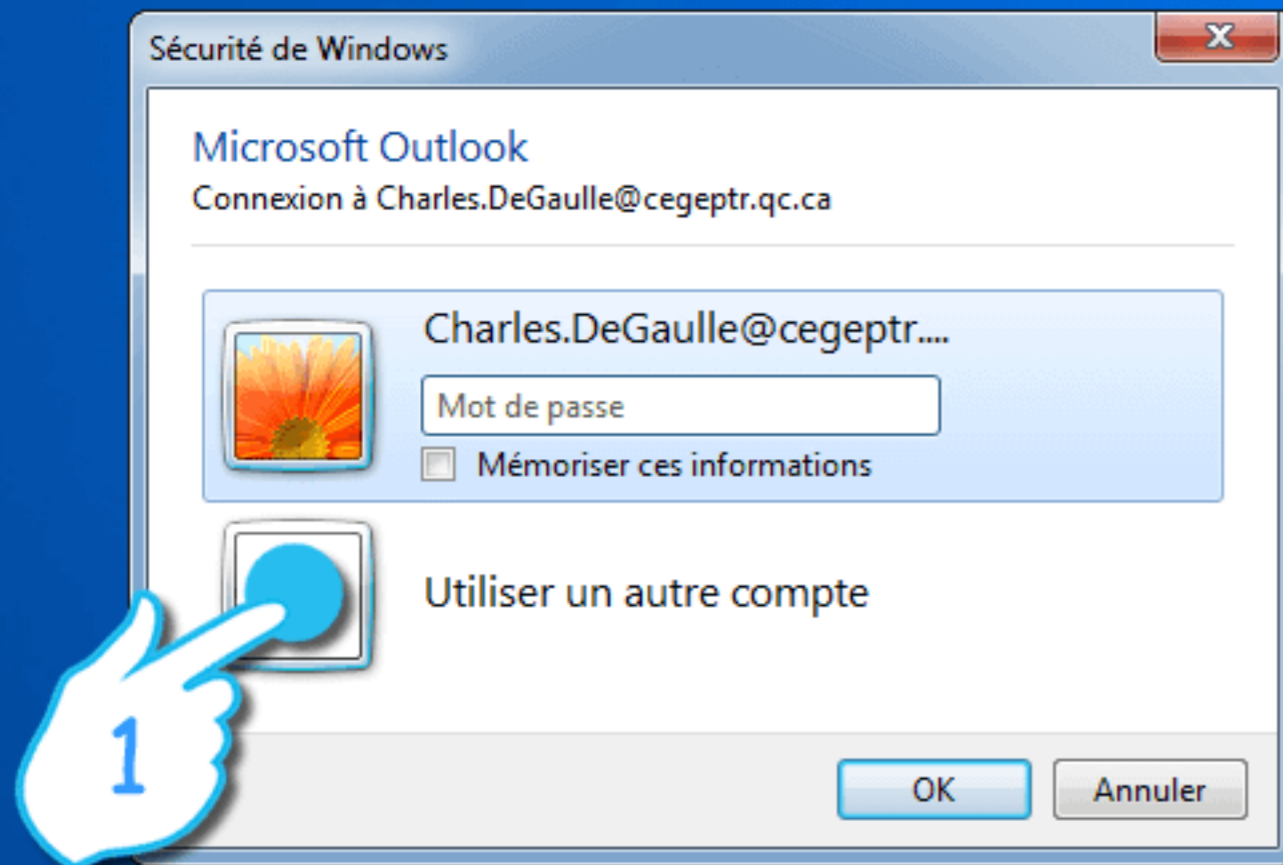 Sécurité de Windows
Microsoft Outlook
Connexion à Charles.DeGaulle@cegeptr.qc.ca
Charles.DeGaulle@cegeptr....
Mot de passe
Mémoriser ces informations
Utiliser un autre compte
1
OK
Annuler